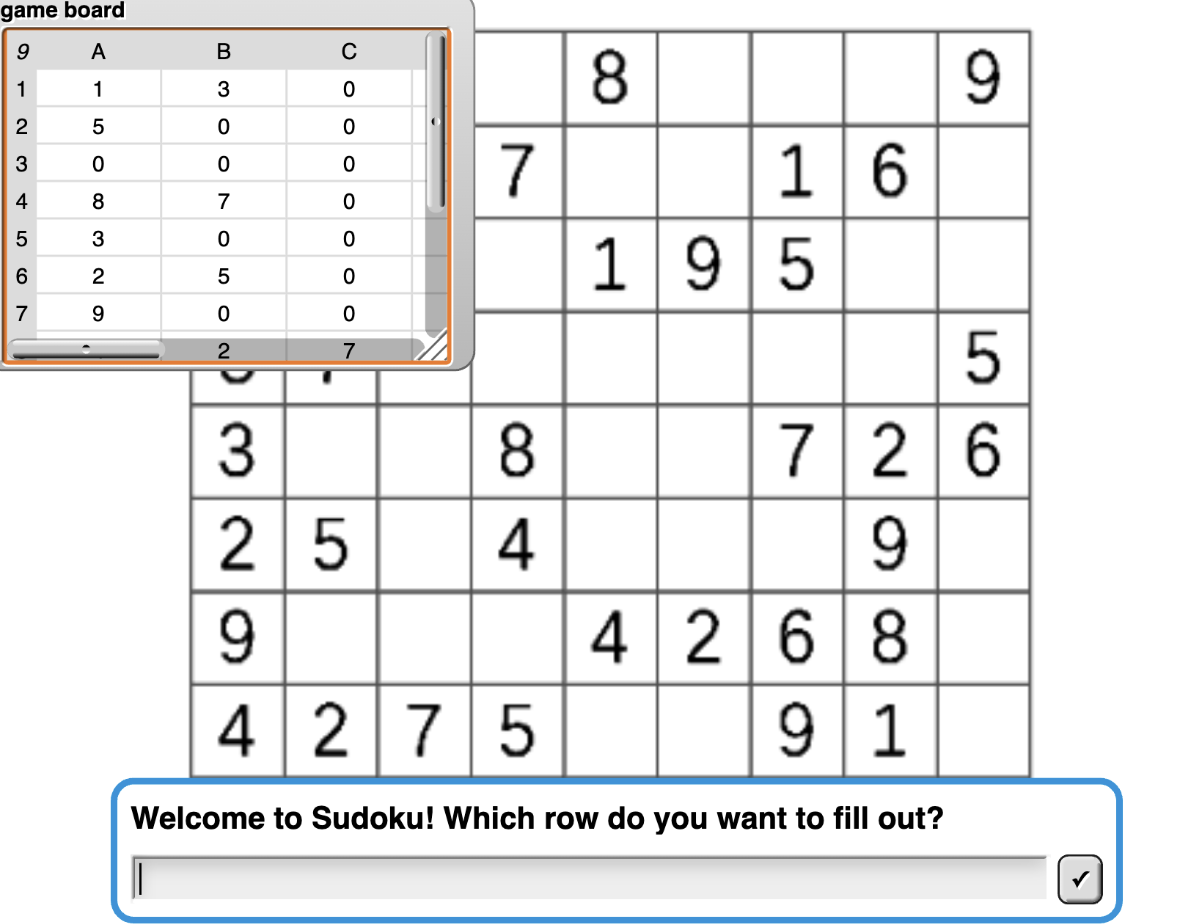 game board
9 A B C
1 1 3 0
2 5 0 0
3 0 0 0
4 8 7 0
5 3 0 0
6 2 5 0
7 9 0 0
2 7
8 9
7 1 6
1 9 5
5
3 8 7 2 6
2 5 4 9
9 4 2 6 8
4 2 7 5 9 1
Welcome to Sudoku! Which row do you want to fill out?
✓